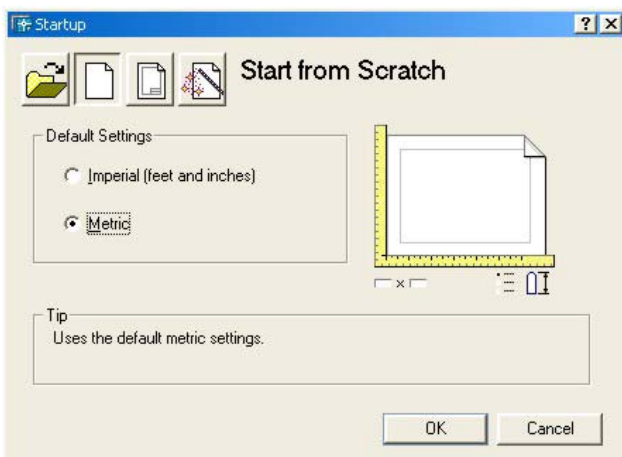 Startup
Start from Scratch
Default Settings
Imperial (feet and inches)
Metric
Tip
Uses the default metric settings.
OK
Cancel